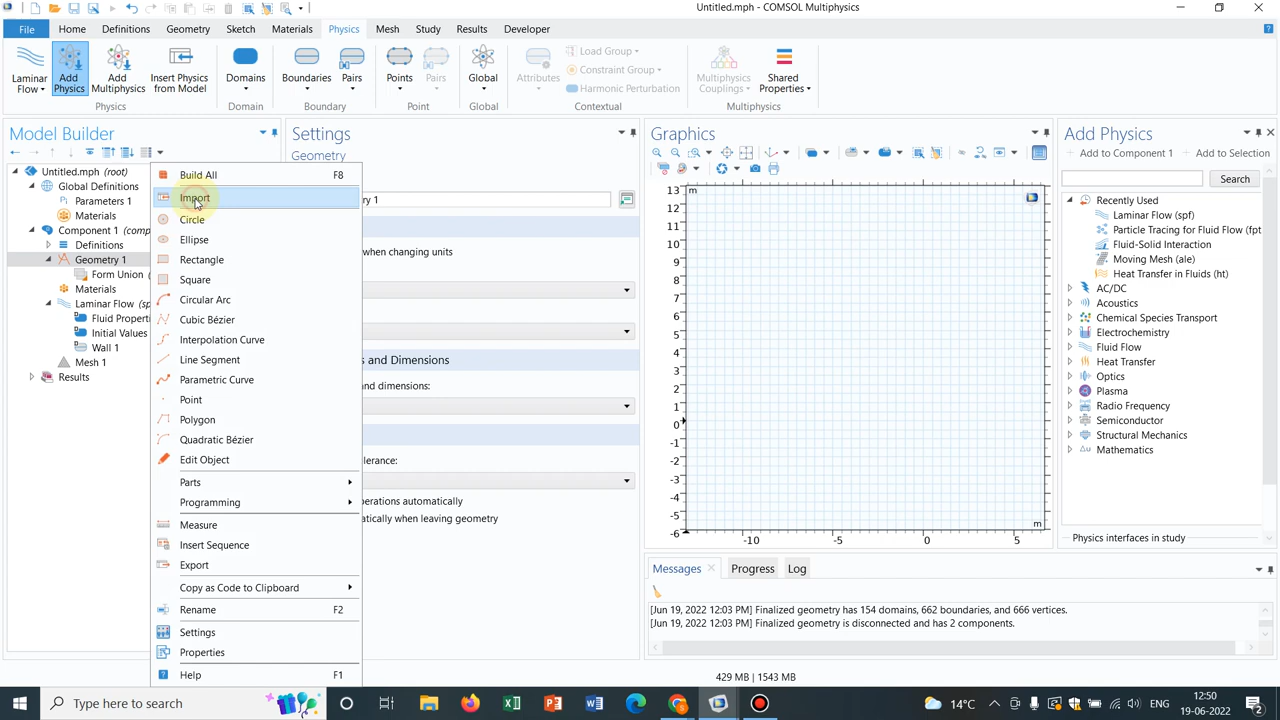 Untitled.mph - COMSOL Multiphysics
File Home Definitions Geometry Sketch Materials Physics Mesh Study Results Developer
Laminar Flow
Add Physics
Add Multiphysics
Insert Physics from Model
Domains
Boundaries
Pairs
Points
Pairs
Global
Attributes
Load Group
Constraint Group
Harmonic Perturbation
Multiphysics Couplings
Shared Properties
Physics Domain Boundary Point Global Contextual Multiphysics
Model Builder
Untitled.mph (root)
Global Definitions
Parameters 1
Materials
Component 1 (comp
Definitions
Geometry 1
Form Union (
Materials
Laminar Flow (sp
Fluid Properti
Initial Values
Wall 1
Mesh 1
Results
Build All F8
Import
Circle
Ellipse
Rectangle
Square
Circular Arc
Cubic Bézier
Interpolation Curve
Line Segment
Parametric Curve
Point
Polygon
Quadratic Bézier
Edit Object
Parts
Programming
Measure
Insert Sequence
Export
Copy as Code to Clipboard
Rename F2
Settings
Properties
Help F1
Settings
Geometry
ry 1
when changing units
s and Dimensions
nd dimensions:
lerance:
perations automatically
matically when leaving geometry
Graphics
m
13
11
10
9
8
7
6
5
4
3
2
1
0
-1
-2
-3
-4
-5
-6
m
-10 -5 0 5
Messages Progress Log
[Jun 19, 2022 12:03 PM] Finalized geometry has 154 domains, 662 boundaries, and 666 vertices.
[Jun 19, 2022 12:03 PM] Finalized geometry is disconnected and has 2 components.
Add Physics
Add to Component 1 Add to Selection
Search
Recently Used
Laminar Flow (spf)
Particle Tracing for Fluid Flow (fpt
Fluid-Solid Interaction
Moving Mesh (ale)
Heat Transfer in Fluids (ht)
AC/DC
Acoustics
Chemical Species Transport
Electrochemistry
Fluid Flow
Heat Transfer
Optics
Plasma
Radio Frequency
Semiconductor
Structural Mechanics
Mathematics
Physics interfaces in study
429 MB | 1543 MB
Type here to search
14°C
ENG
12:50
19-06-2022
2